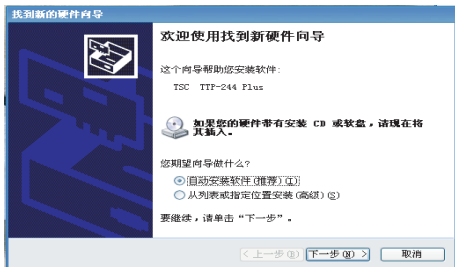 找到新的硬件向导
欢迎使用找到新硬件向导
这个向导帮助您安装软件:
TSC TTP-244 Plus
如果您的硬件带有安装 CD 或软盘，请现在将
其插入。
您期望向导做什么?
自动安装软件(推荐)(I)
从列表或指定位置安装(高级)(S)
要继续，请单击“下一步”。
< 上一步(B) 下一步(N) > 取消